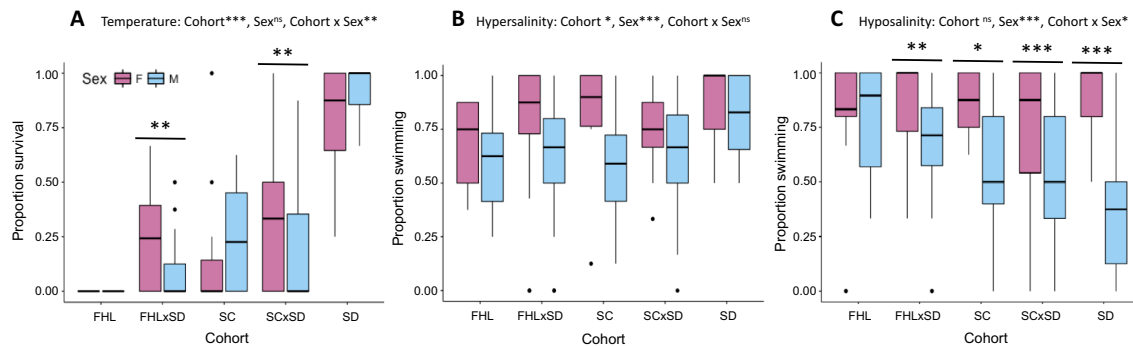 A Temperature: Cohort***, Sexⁿˢ, Cohort x Sex**
Proportion survival
1.00
0.75
0.50
0.25
0.00
Sex F M
**
**
FHL FHLxSD SC SCxSD SD
Cohort
B Hypersalinity: Cohort *, Sex***, Cohort x Sexⁿˢ
Proportion swimming
1.00
0.75
0.50
0.25
0.00
FHL FHLxSD SC SCxSD SD
Cohort
C Hyposalinity: Cohort ⁿˢ, Sex***, Cohort x Sex*
Proportion swimming
1.00
0.75
0.50
0.25
0.00
** * *** ***
FHL FHLxSD SC SCxSD SD
Cohort